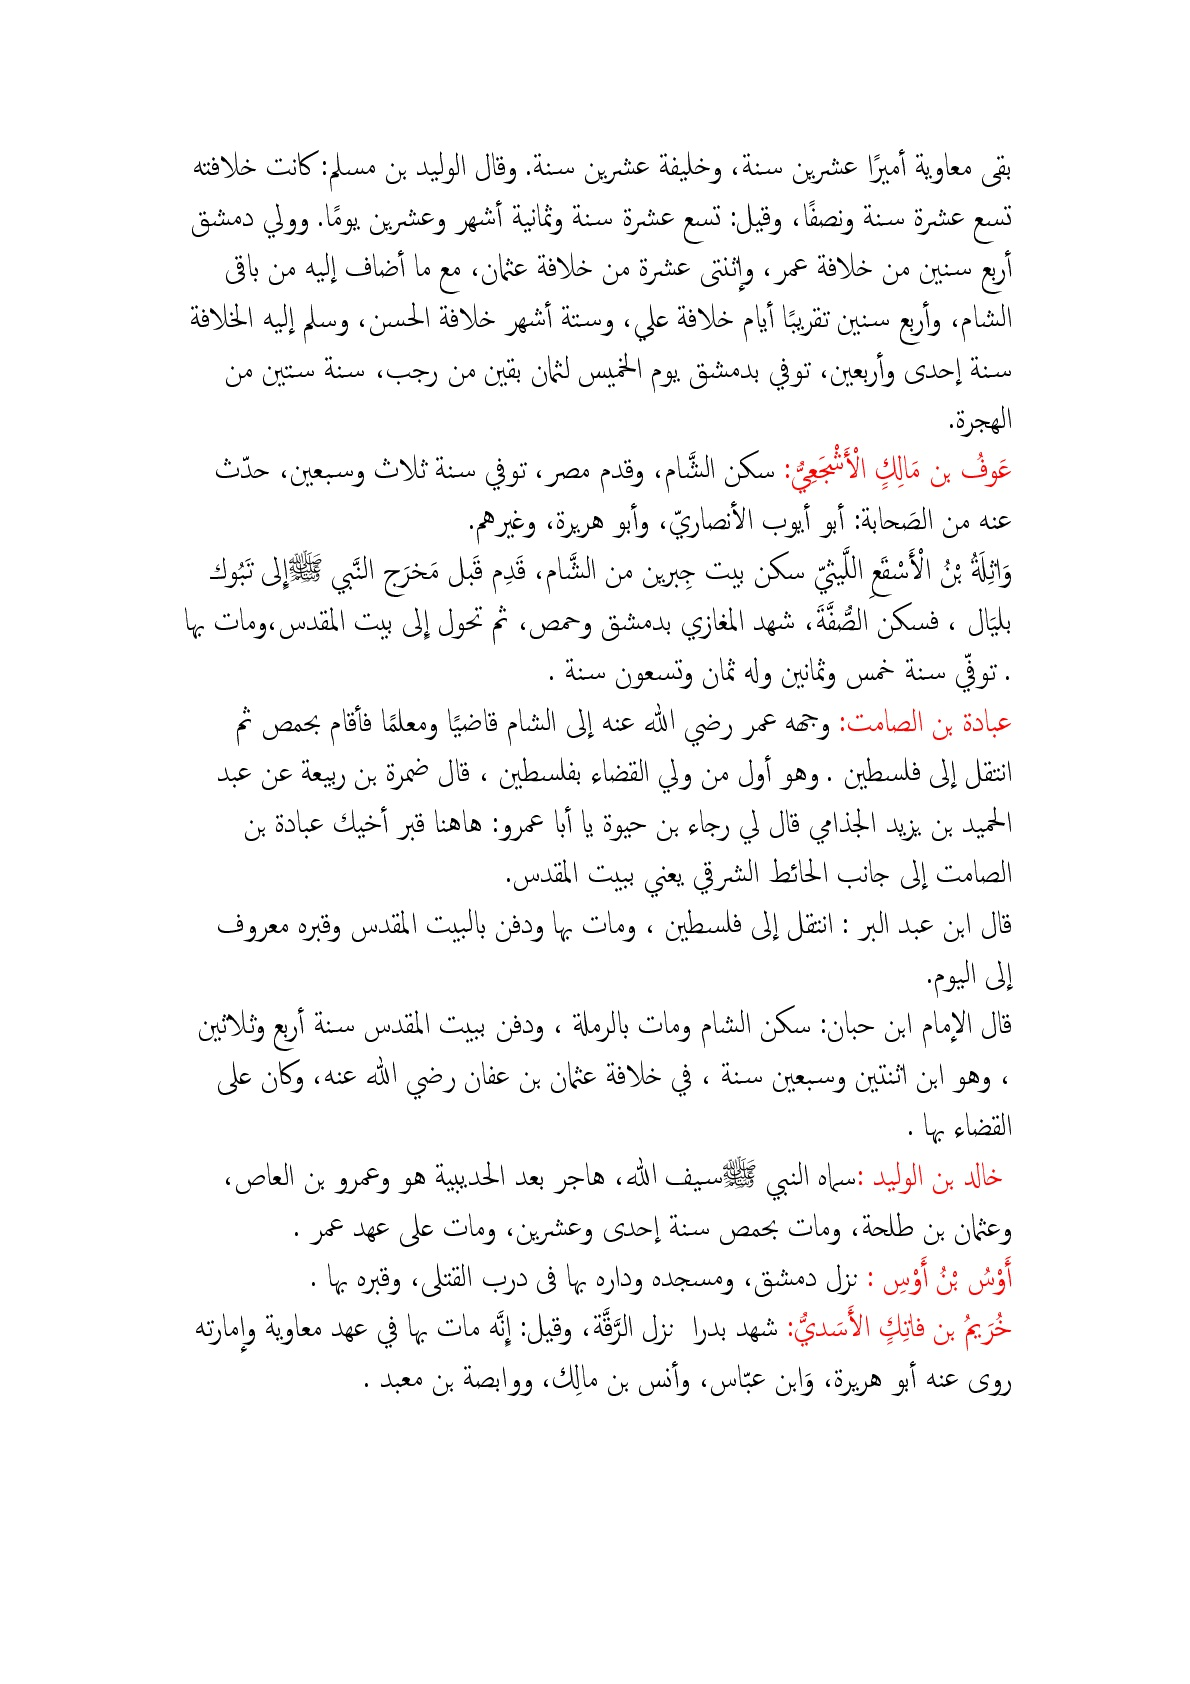 بقى معاوية أميرًا عشرين سنة، وخليفة عشرين سنة. وقال الوليد بن مسلم: كانت خلافته
تسع عشرة سنة ونصفًا، وقيل: تسع عشرة سنة وثمانية أشهر وعشرين يومًا. وولي دمشق
أربع سنين من خلافة عمر، وإثنتى عشرة من خلافة عثمان، مع ما أضاف إليه من باقى
الشام، وأربع سنين تقريبًا أيام خلافة علي، وستة أشهر خلافة الحسن، وسلم إليه الخلافة
سنة إحدى وأربعين، توفي بدمشق يوم الخميس لثمان بقين من رجب، سنة ستين من
الهجرة.
عَوفُ بن مَالِكٍ الْأَشْجَعِيُّ: سكن الشَّام، وقدم مصر، توفي سنة ثلاث وسبعين، حدّث
عنه من الصَحابة: أبو أيوب الأنصاريّ، وأبو هريرة، وغيرهم.
وَاثِلَةُ بْنُ الْأَسْقَعِ اللَّيثيّ سكن بيت جِبرين من الشَّام، قَدِم قَبل مَخرَج النَّبي ﷺ إِلى تَبُوك
بليَال ، فسكن الصُّفَّةَ، شهد المغازي بدمشق وحمص، ثم تحول إِلى بيت المقدس،ومات بها
. توفّي سنة خمس وثمانين وله ثمان وتسعون سنة .
عبادة بن الصامت: وجهه عمر رضي الله عنه إلى الشام قاضيًا ومعلمًا فأقام بحمص ثم
انتقل إلى فلسطين . وهو أول من ولي القضاء بفلسطين ، قال ضمرة بن ربيعة عن عبد
الحميد بن يزيد الجذامي قال لي رجاء بن حيوة يا أبا عمرو: هاهنا قبر أخيك عبادة بن
الصامت إلى جانب الحائط الشرقي يعني ببيت المقدس.
قال ابن عبد البر : انتقل إلى فلسطين ، ومات بها ودفن بالبيت المقدس وقبره معروف
إلى اليوم.
قال الإمام ابن حبان: سكن الشام ومات بالرملة ، ودفن ببيت المقدس سنة أربع وثلاثين
، وهو ابن اثنتين وسبعين سنة ، في خلافة عثمان بن عفان رضي الله عنه، وكان على
القضاء بها .
خالد بن الوليد :سماه النبي ﷺ سيف الله، هاجر بعد الحديبية هو وعمرو بن العاص،
وعثمان بن طلحة، ومات بحمص سنة إحدى وعشرين، ومات على عهد عمر .
أَوْسُ بْنُ أَوْسِ : نزل دمشق، ومسجده وداره بها فى درب القتلى، وقبره بها .
خُرَيمُ بن فاتِكٍ الأَسَديُّ: شهد بدرا نزل الرَّقَّة، وقيل: إِنَّه مات بها في عهد معاوية وإمارته
روى عنه أبو هريرة، وَابن عبّاس، وأنس بن مالِك، ووابصة بن معبد .